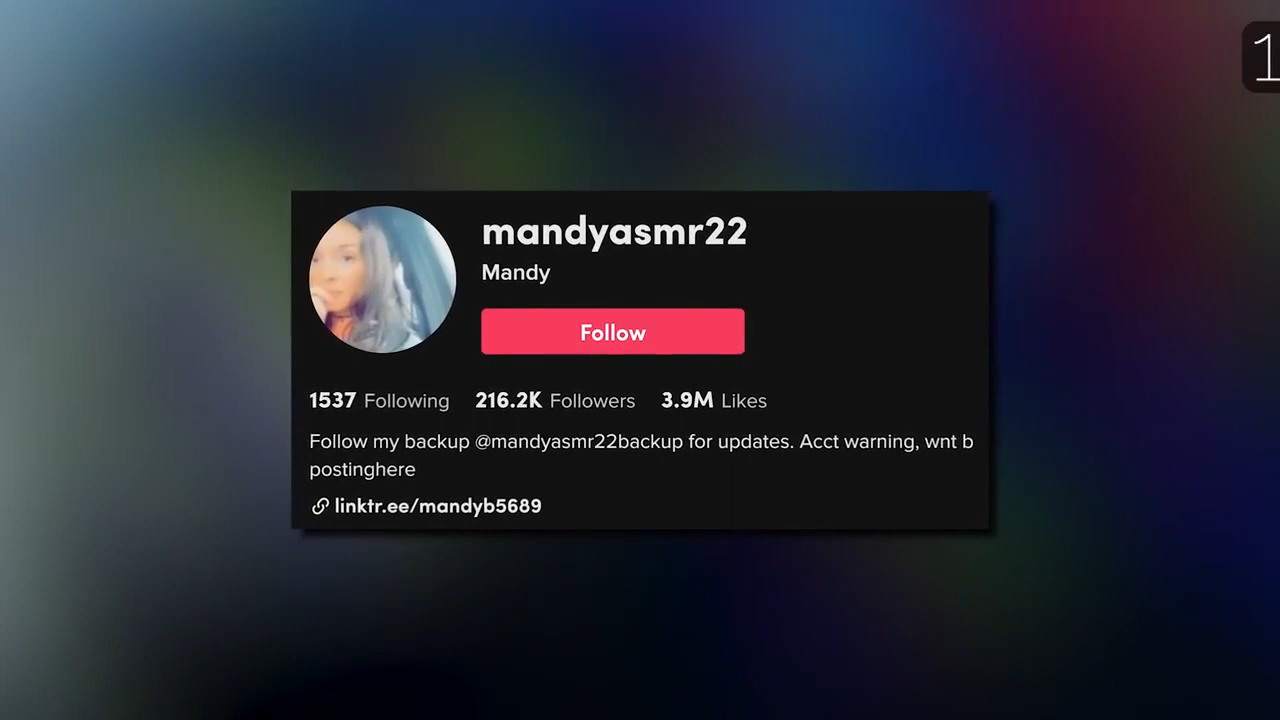 1
mandyasmr22
Mandy
Follow
1537 Following 216.2K Followers 3.9M Likes
Follow my backup @mandyasmr22backup for updates. Acct warning, wnt b
postinghere
linktr.ee/mandyb5689